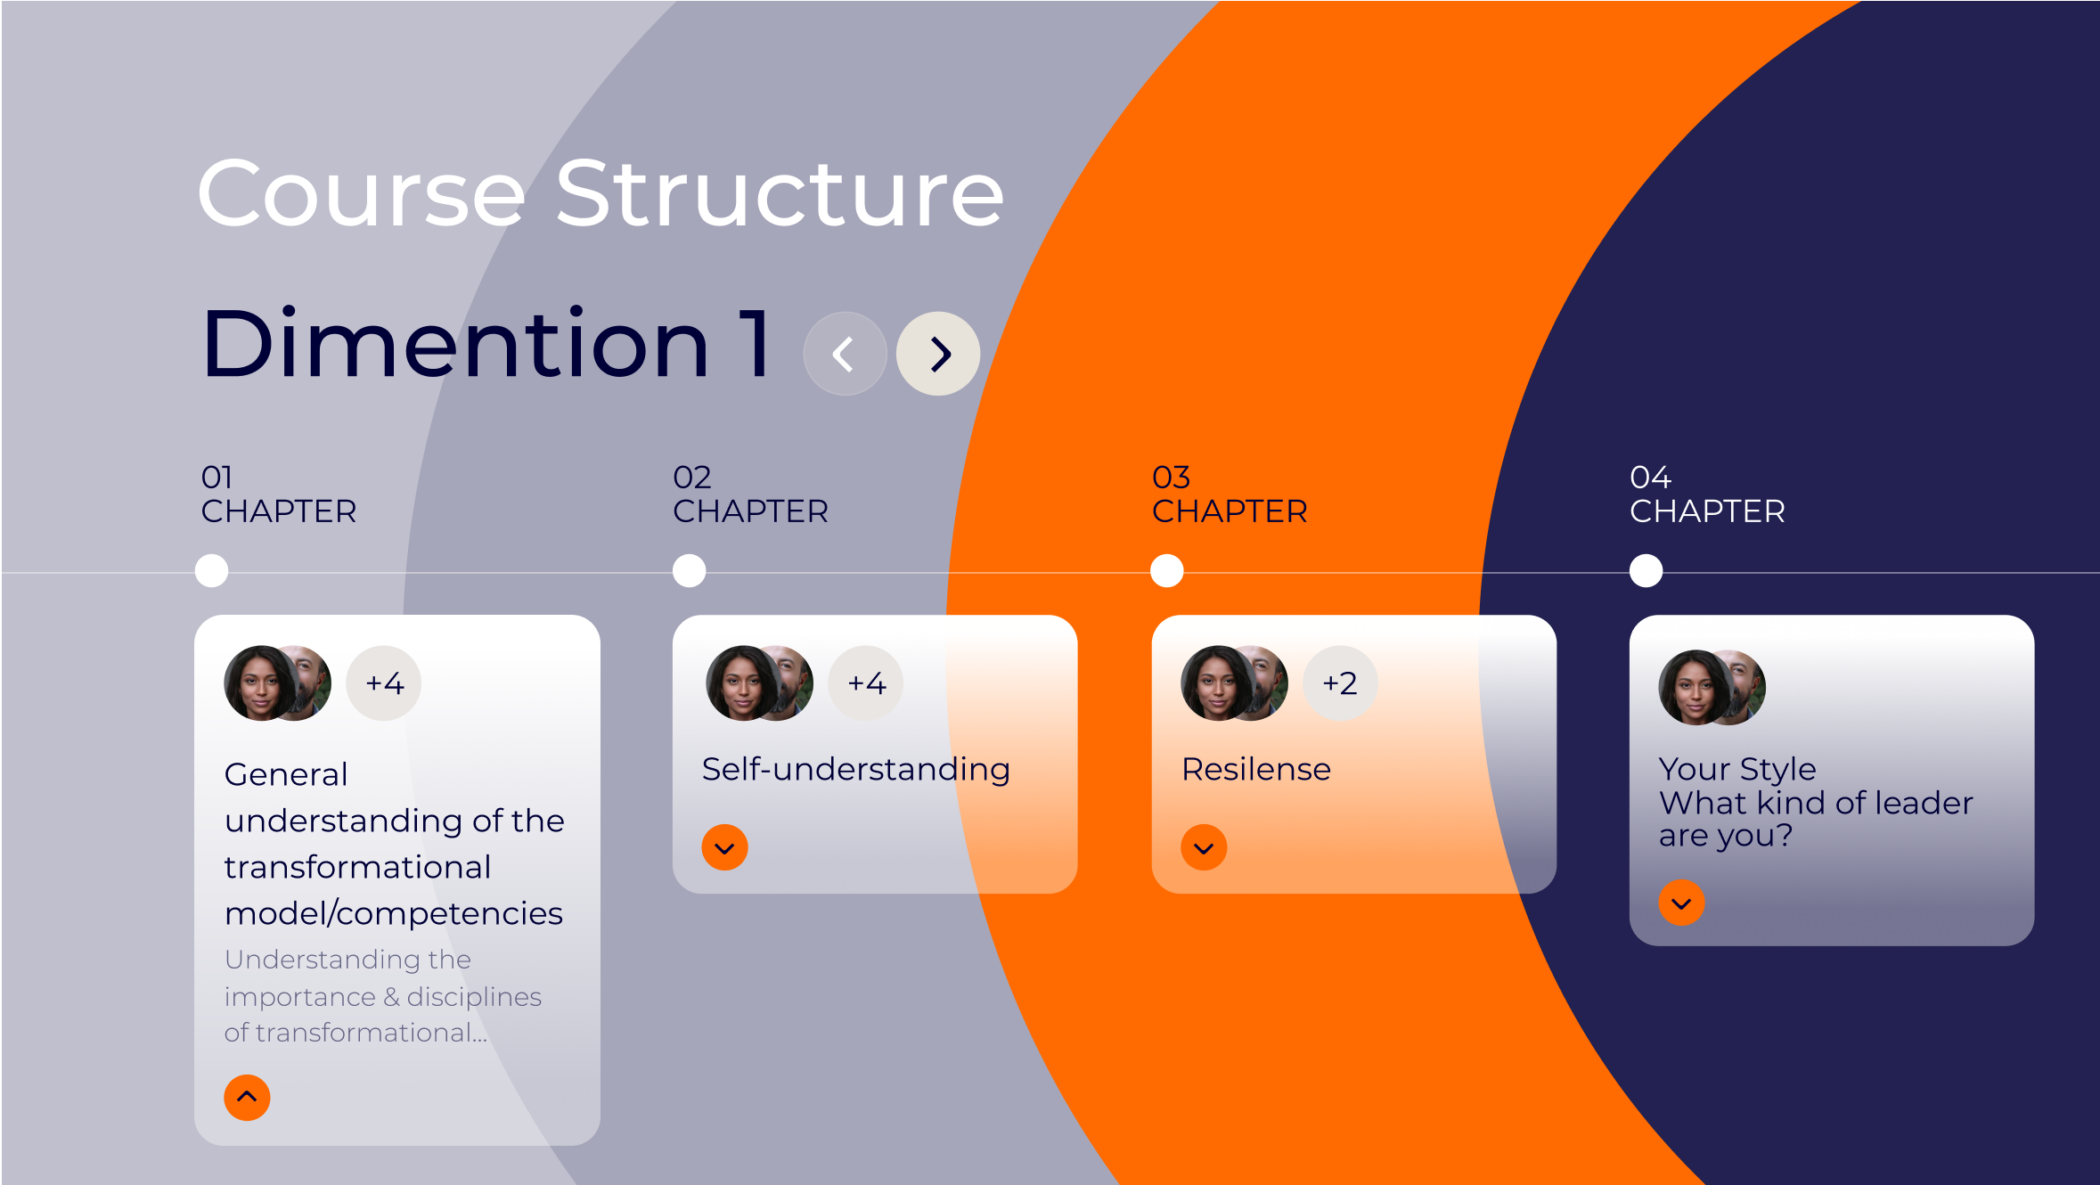 Course Structure
Dimention 1
01
CHAPTER
02
CHAPTER
03
CHAPTER
04
CHAPTER
+4
General
understanding of the
transformational
model/competencies
Understanding the
importance & disciplines
of transformational...
+4
Self-understanding
+2
Resilense
Your Style
What kind of leader
are you?